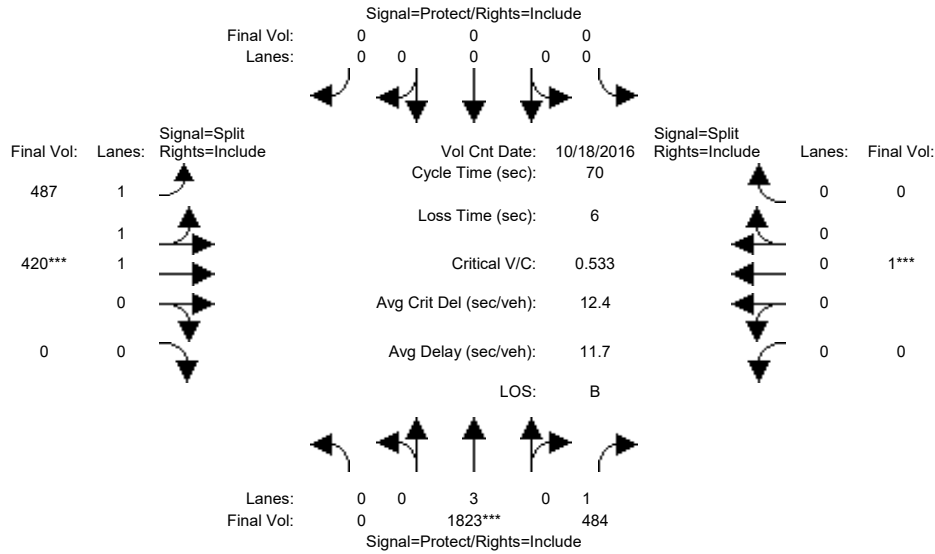 Signal=Protect/Rights=Include
Final Vol: 0 0 0
Lanes: 0 0 0 0 0
Signal=Split
Final Vol: Lanes: Rights=Include Vol Cnt Date: 10/18/2016 Signal=Split
Rights=Include Lanes: Final Vol:
Cycle Time (sec): 70
487 1 0 0
Loss Time (sec): 6
1 0
420*** 1 Critical V/C: 0.533 0 1***
0 Avg Crit Del (sec/veh): 12.4 0
0 0 Avg Delay (sec/veh): 11.7 0 0
LOS: B
Lanes: 0 0 3 0 1
Final Vol: 0 1823*** 484
Signal=Protect/Rights=Include